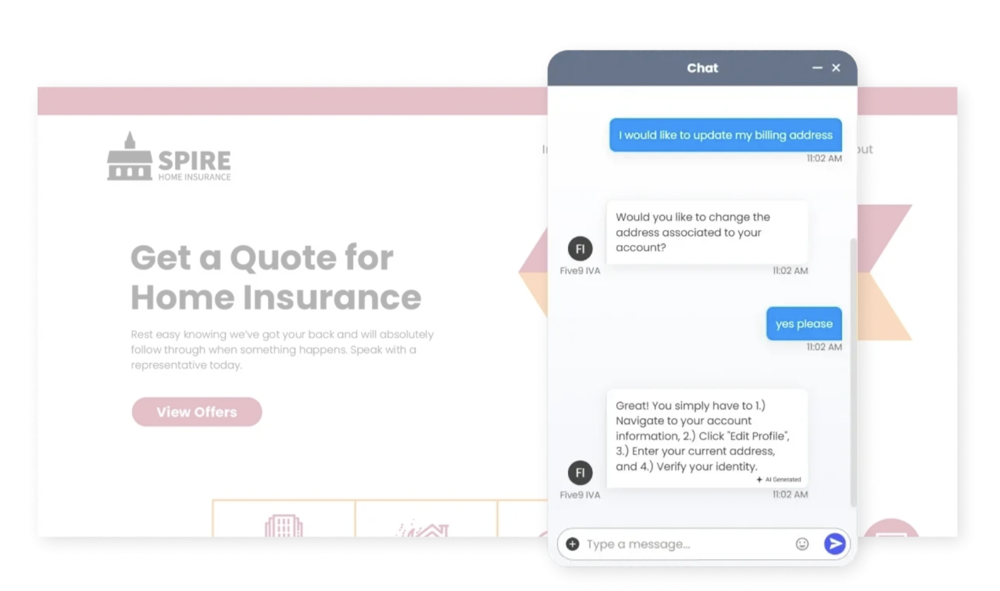 Chat
SPIRE
HOME INSURANCE
Get a Quote for
Home Insurance
Rest easy knowing we've got your back and will absolutely
follow through when something happens. Speak with a
representative today.
View Offers
I would like to update my billing address
11:02 AM
Would you like to change the
address associated to your
account?
FI
Five9 IVA
11:02 AM
yes please
11:02 AM
Great! You simply have to 1.)
Navigate to your account
information, 2.) Click "Edit Profile",
3.) Enter your current address,
and 4.) Verify your identity.
AI Generated
FI
Five9 IVA
11:02 AM
Type a message...